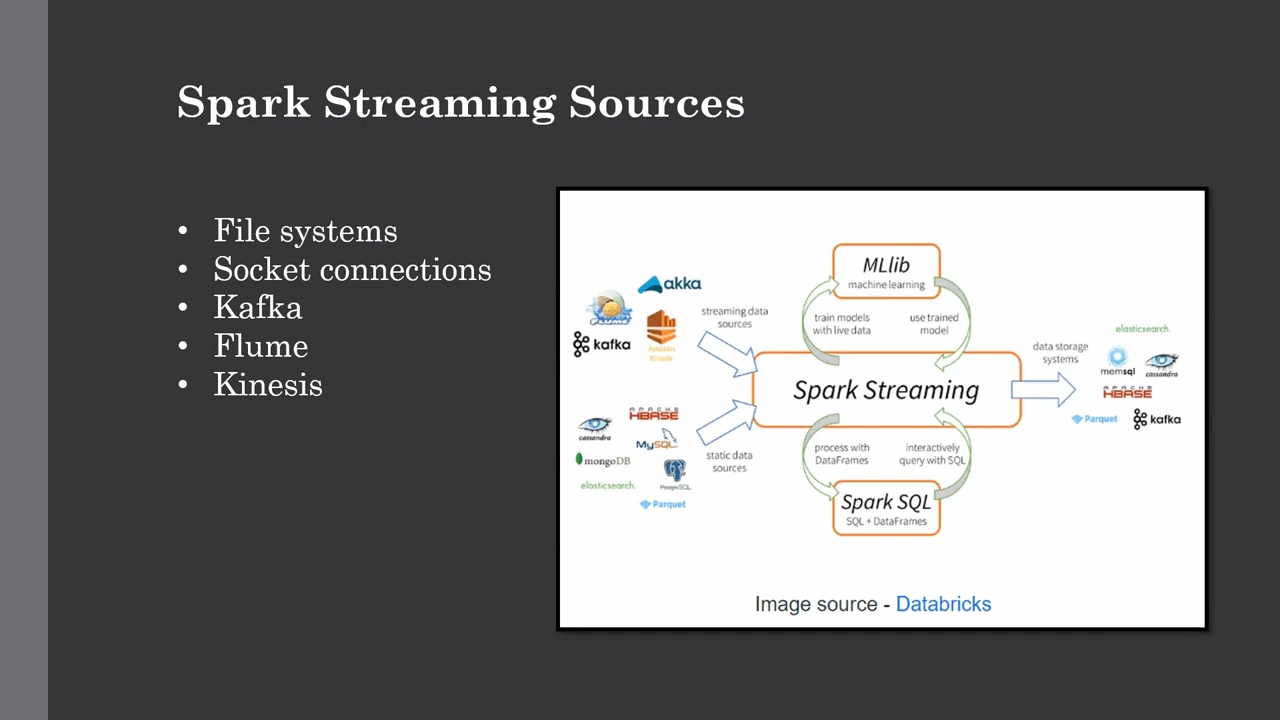 Spark Streaming Sources
• File systems
• Socket connections
• Kafka
• Flume
• Kinesis
akka
kafka
Amazon
Kinesis
streaming data
sources
APACHE
HBASE
cassandra
MySQL
mongoDB
PostgreSQL
elasticsearch.
Parquet
static data
sources
MLlib
machine learning
train models
with live data
use trained
model
Spark Streaming
process with
DataFrames
interactively
query with SQL
Spark SQL
SQL + DataFrames
data storage
systems
elasticsearch.
memsql
cassandra
APACHE
HBASE
Parquet
kafka
Image source - Databricks